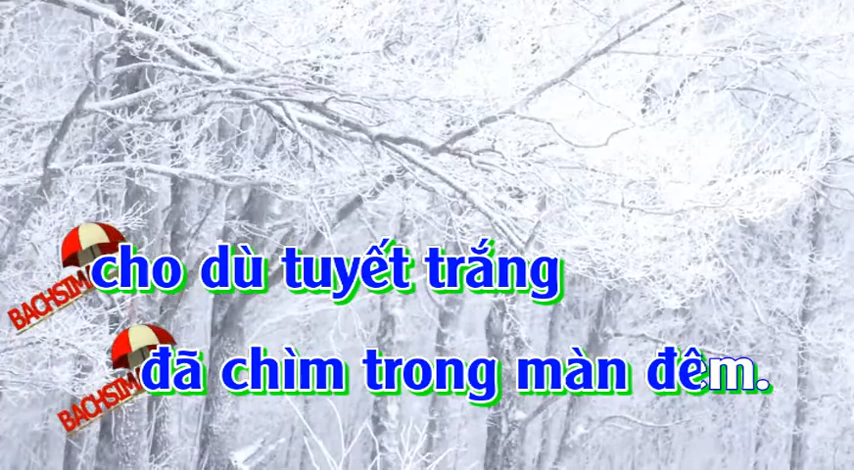 cho dù tuyết trắng
BACHSIM
đã chìm trong màn đêm.
BACHSIM